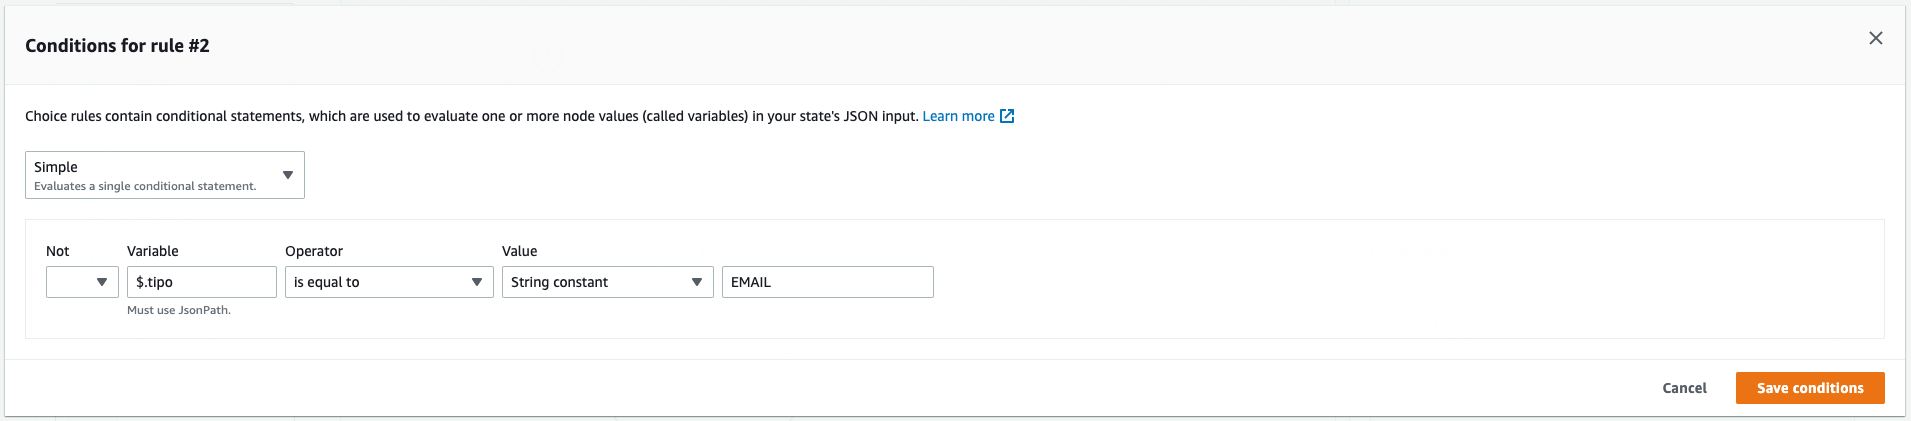 Conditions for rule #2
Choice rules contain conditional statements, which are used to evaluate one or more node values (called variables) in your state's JSON input. Learn more
Simple
Evaluates a single conditional statement.
Not Variable Operator Value
$.tipo is equal to String constant EMAIL
Must use JsonPath.
Cancel Save conditions